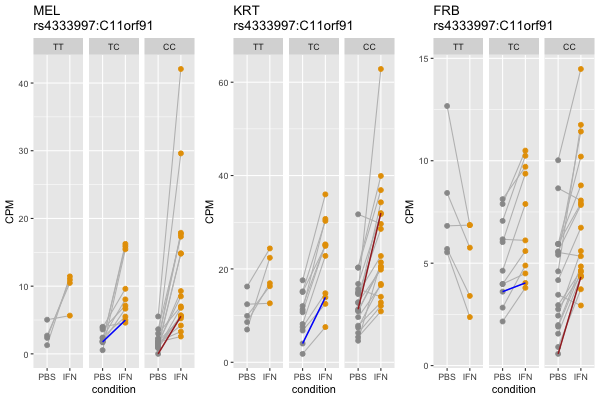 MEL
rs4333997:C11orf91
TT TC CC
CPM
40
30
20
10
0
PBS IFN PBS IFN PBS IFN
condition
KRT
rs4333997:C11orf91
TT TC CC
CPM
60
40
20
0
PBS IFN PBS IFN PBS IFN
condition
FRB
rs4333997:C11orf91
TT TC CC
CPM
15
10
5
0
PBS IFN PBS IFN PBS IFN
condition